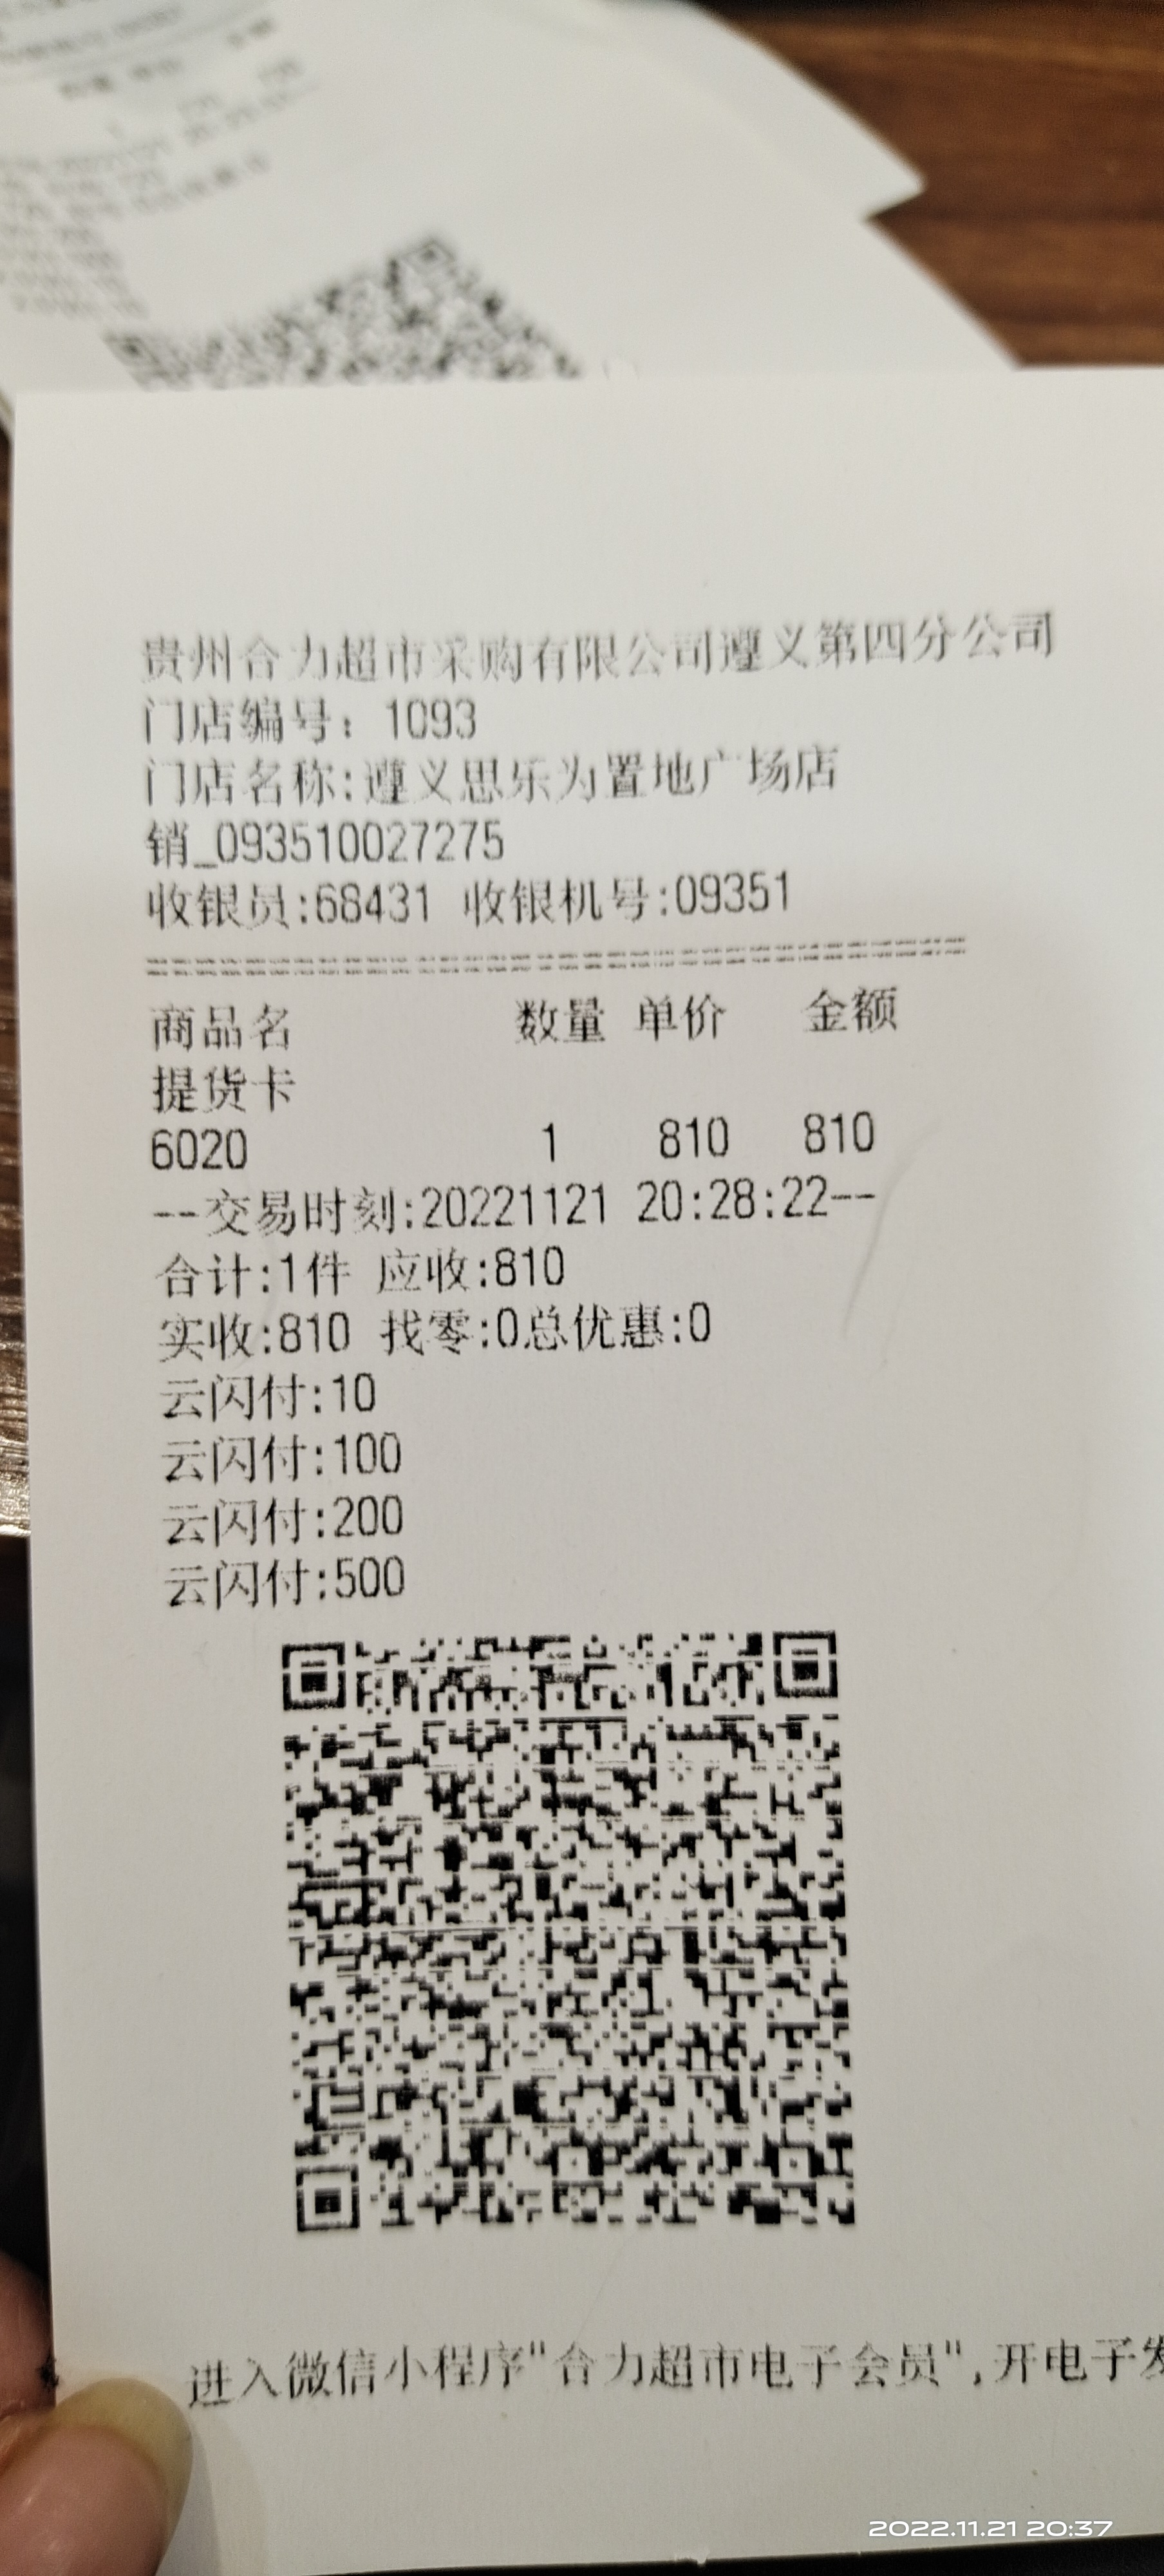 贵州合力超市采购有限公司遵义第四分公司
门店编号：1093
门店名称:遵义思乐为置地广场店
销_093510027275
收银员:68431 收银机号:09351
商品名 数量 单价 金额
提货卡
6020 1 810 810
--交易时刻:20221121 20:28:22--
合计:1件 应收:810
实收:810 找零:0总优惠:0
云闪付:10
云闪付:100
云闪付:200
云闪付:500
进入微信小程序"合力超市电子会员",开电子发
2022.11.21 20:37